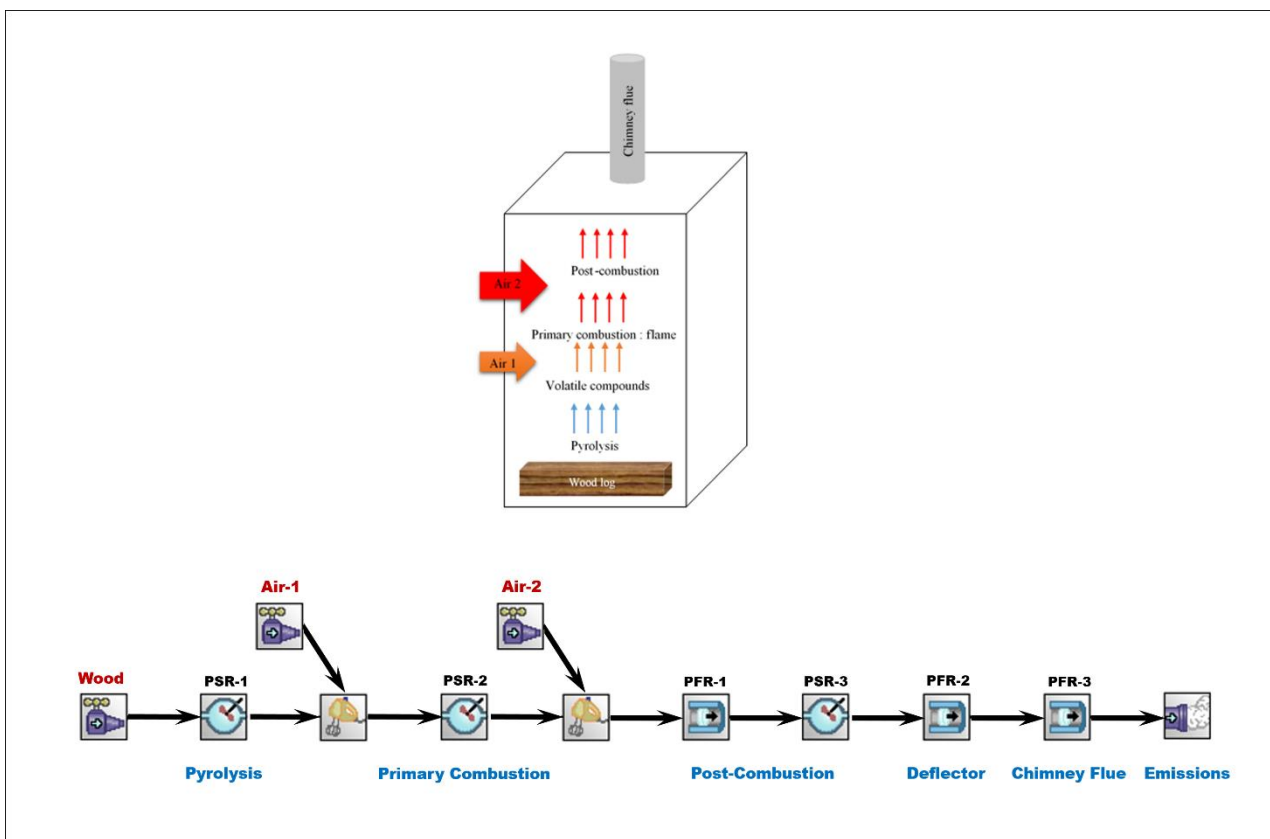 Chimney flue
Post-combustion
Air 2
Primary combustion : flame
Air 1
Volatile compounds
Pyrolysis
Wood log
Air-1
Air-2
Wood
PSR-1
PSR-2
PFR-1
PSR-3
PFR-2
PFR-3
Pyrolysis
Primary Combustion
Post-Combustion
Deflector
Chimney Flue
Emissions